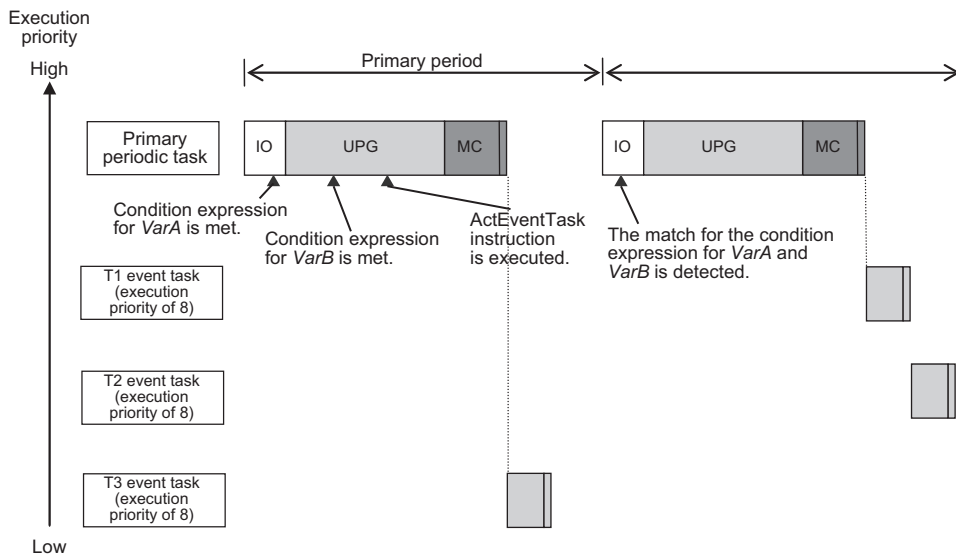 Execution
priority
High
Primary period
Primary
periodic task
IO
UPG
MC
IO
UPG
MC
Condition expression
for VarA is met.
Condition expression
for VarB is met.
ActEventTask
instruction
is executed.
The match for the condition
expression for VarA and
VarB is detected.
T1 event task
(execution
priority of 8)
T2 event task
(execution
priority of 8)
T3 event task
(execution
priority of 8)
Low